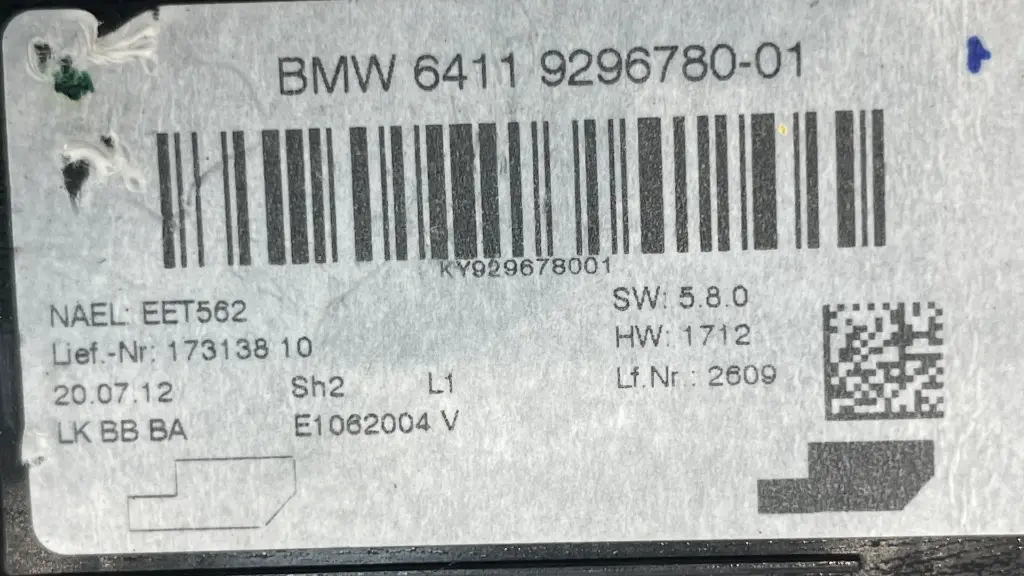 BMW 6411 9296780-01
KY929678001
NAEL: EET562
SW: 5.8.0
Lief.-Nr: 173138 10
HW: 1712
20.07.12 Sh2 L1
Lf.Nr.: 2609
LK BB BA E1062004 V
1